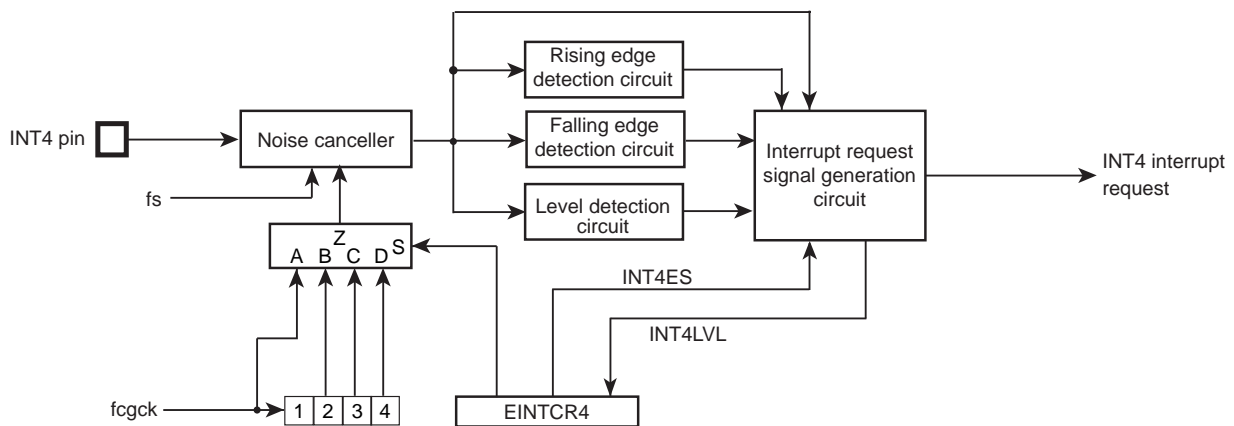 Rising edge
detection circuit
INT4 pin
Noise canceller
Falling edge
detection circuit
Interrupt request
signal generation
circuit
INT4 interrupt
request
fs
Level detection
circuit
Z
S
A B C D
INT4ES
INT4LVL
fcgck
1 2 3 4
EINTCR4